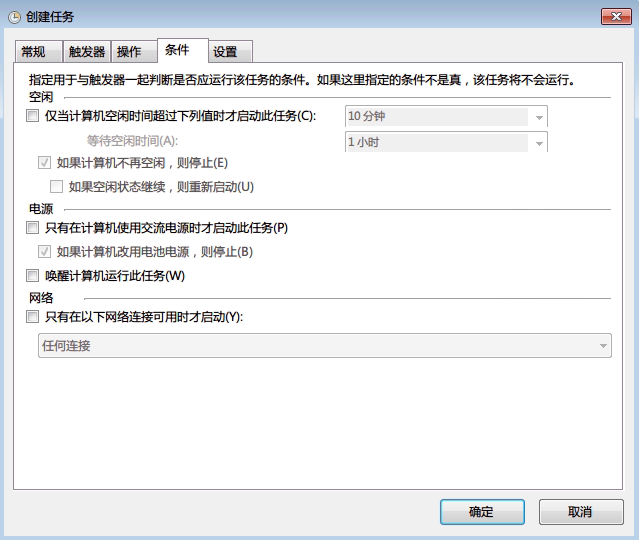 创建任务
常规 触发器 操作 条件 设置
指定用于与触发器一起判断是否应运行该任务的条件。如果这里指定的条件不是真，该任务将不会运行。
空闲
仅当计算机空闲时间超过下列值时才启动此任务(C): 10 分钟
等待空闲时间(A): 1 小时
如果计算机不再空闲，则停止(E)
如果空闲状态继续，则重新启动(U)
电源
只有在计算机使用交流电源时才启动此任务(P)
如果计算机改用电池电源，则停止(B)
唤醒计算机运行此任务(W)
网络
只有在以下网络连接可用时才启动(Y):
任何连接
确定 取消